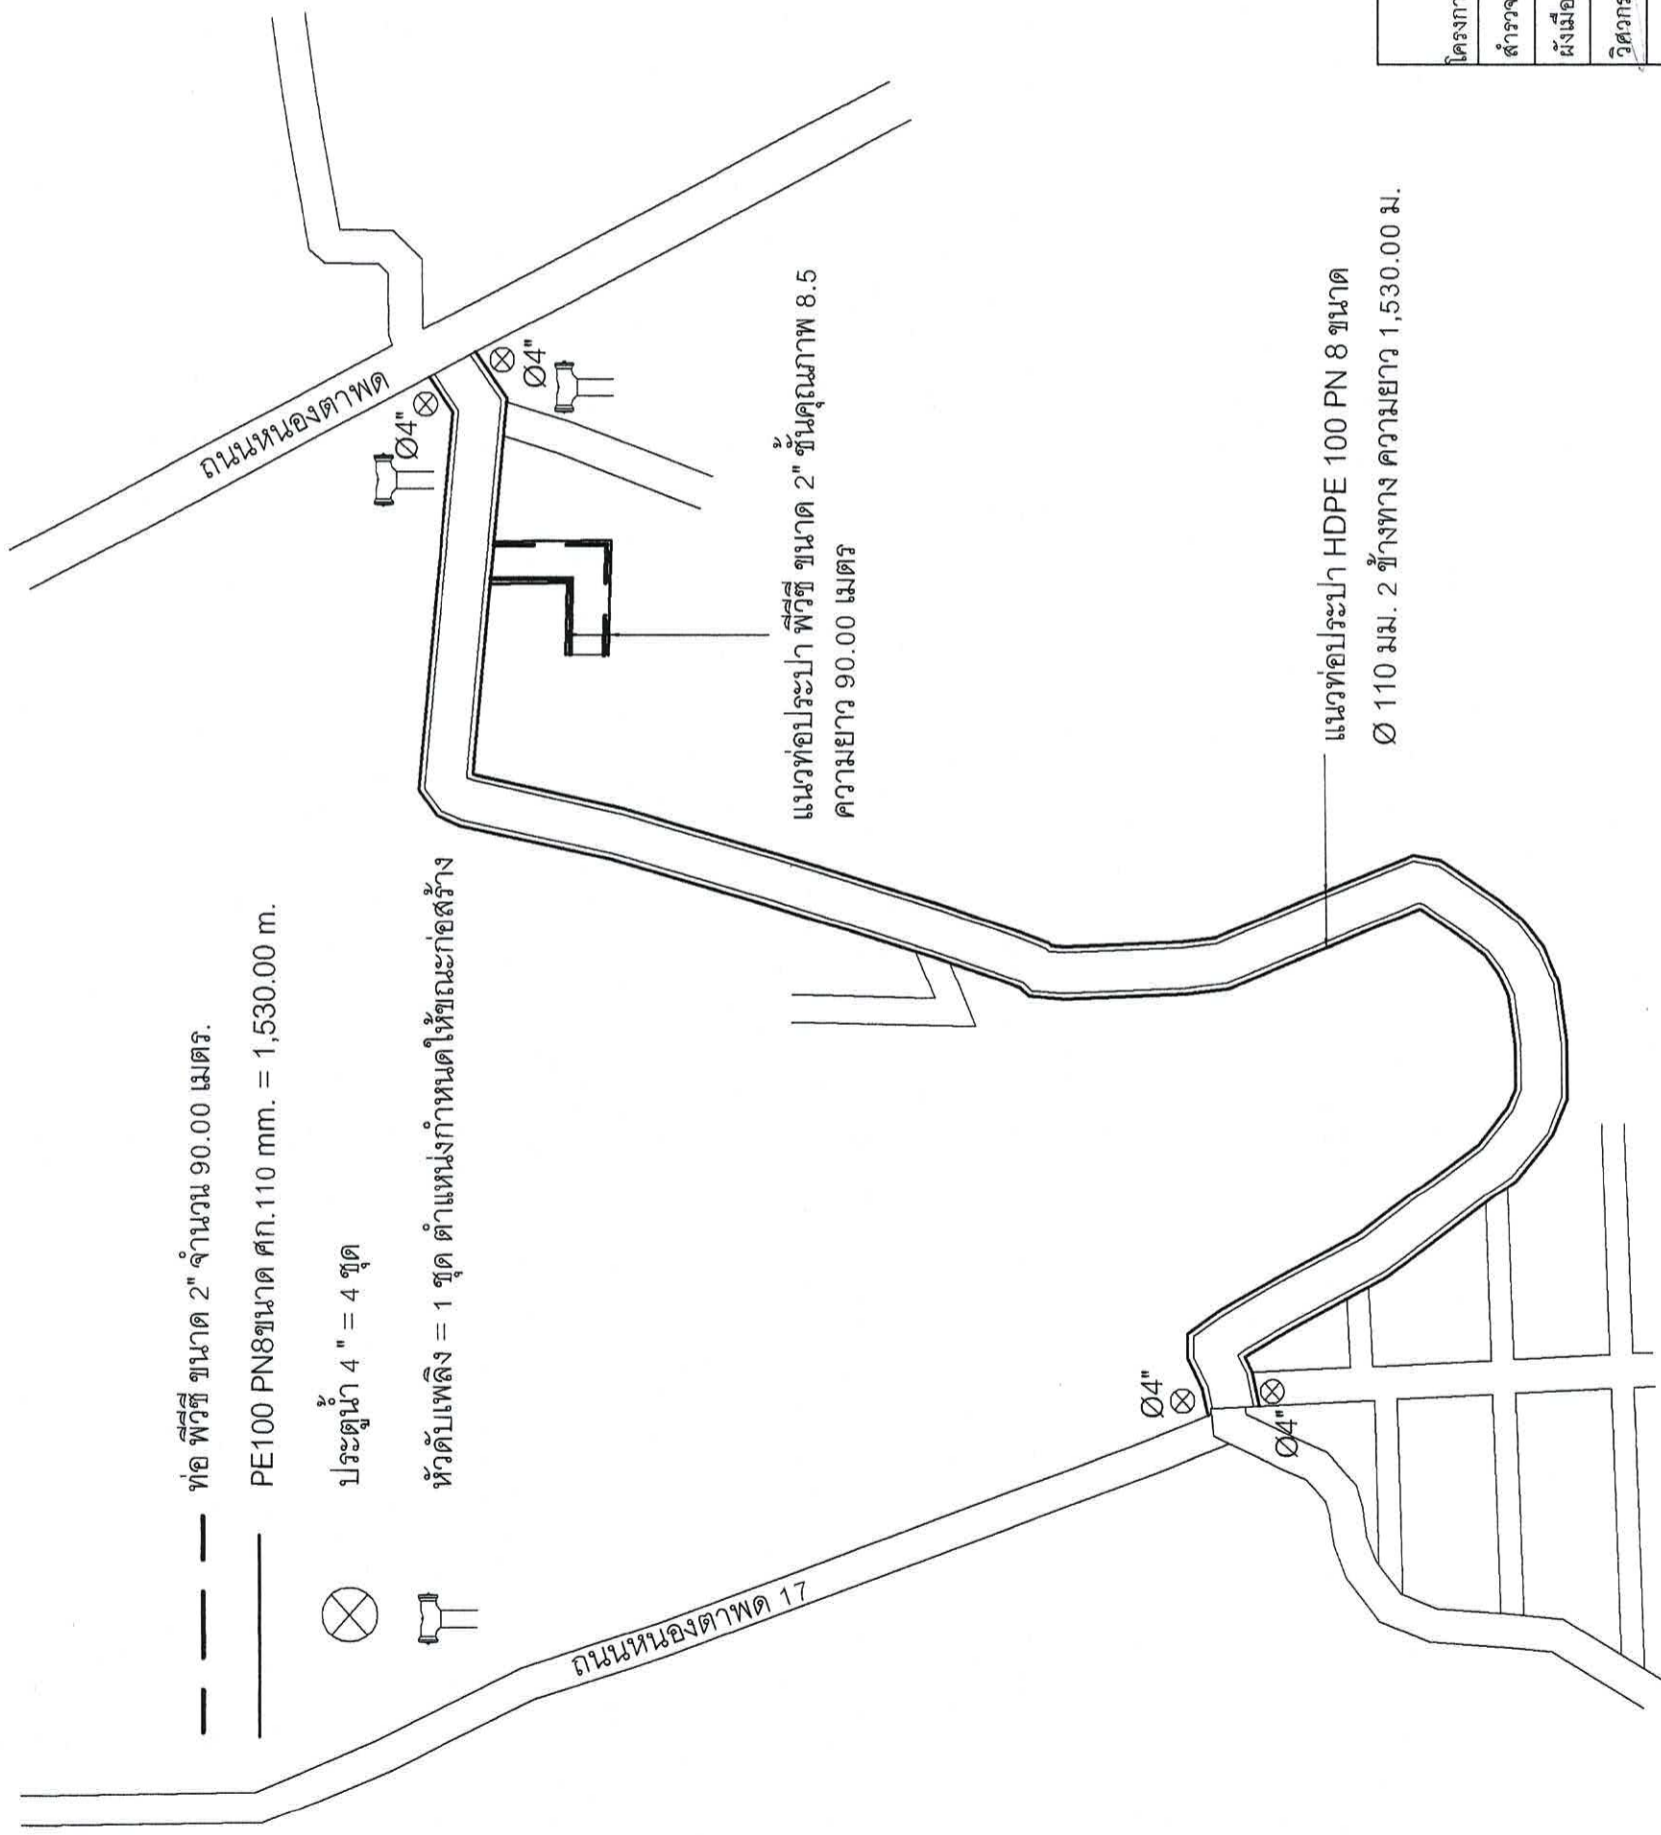 ท่อ พีวีซี ขนาด 2" จำนวน 90.00 เมตร.
PE100 PN8ขนาด ศก.110 mm. = 1,530.00 m.
ประตูน้ำ 4 " = 4 ชุด
หัวดับเพลิง = 1 ชุด ตำแหน่งกำหนดให้ขณะก่อสร้าง
ถนนหนองตาพด
Ø4"
Ø4"
แนวท่อประปา พีวีซี ขนาด 2" ชั้นคุณภาพ 8.5
ความยาว 90.00 เมตร
ถนนหนองตาพด 17
Ø4"
Ø4"
แนวท่อประปา HDPE 100 PN 8 ขนาด
Ø 110 มม. 2 ข้างทาง ความยาว 1,530.00 ม.
สำรวจ